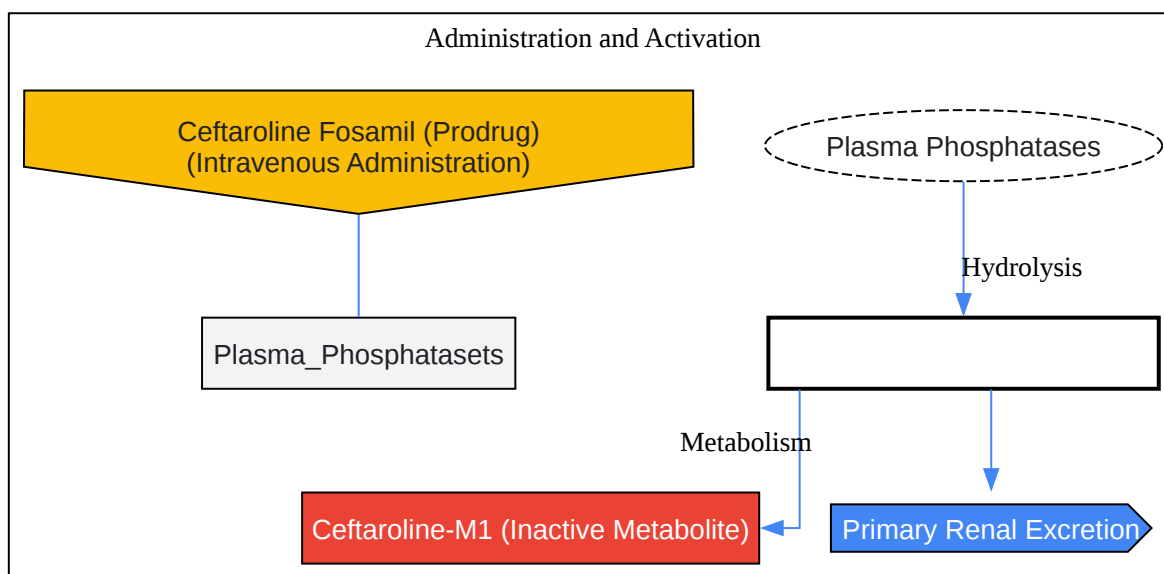 Administration and Activation
Ceftaroline Fosamil (Prodrug)
(Intravenous Administration)
Plasma Phosphatases
Hydrolysis
Plasma_Phosphatasets
Metabolism
Ceftaroline-M1 (Inactive Metabolite)
Primary Renal Excretion